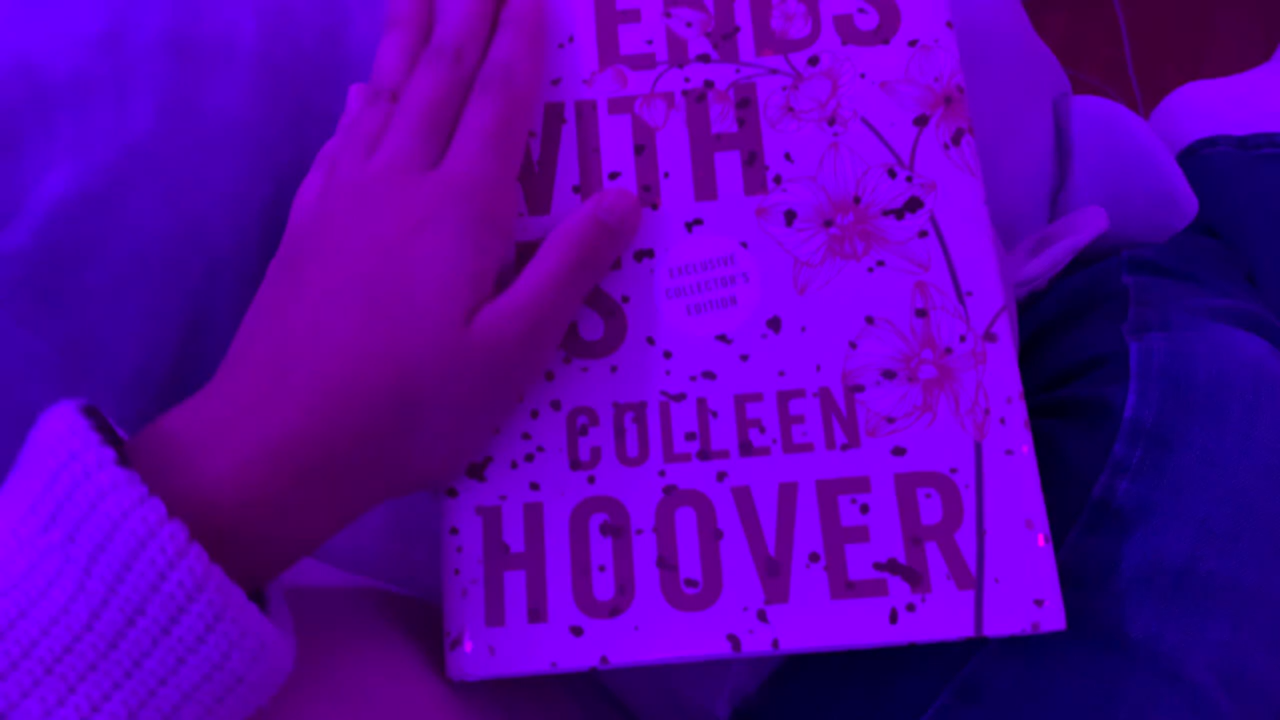 ENDS
WITH
S
EXCLUSIVE
COLLECTOR'S
EDITION
COLLEEN
HOOVER